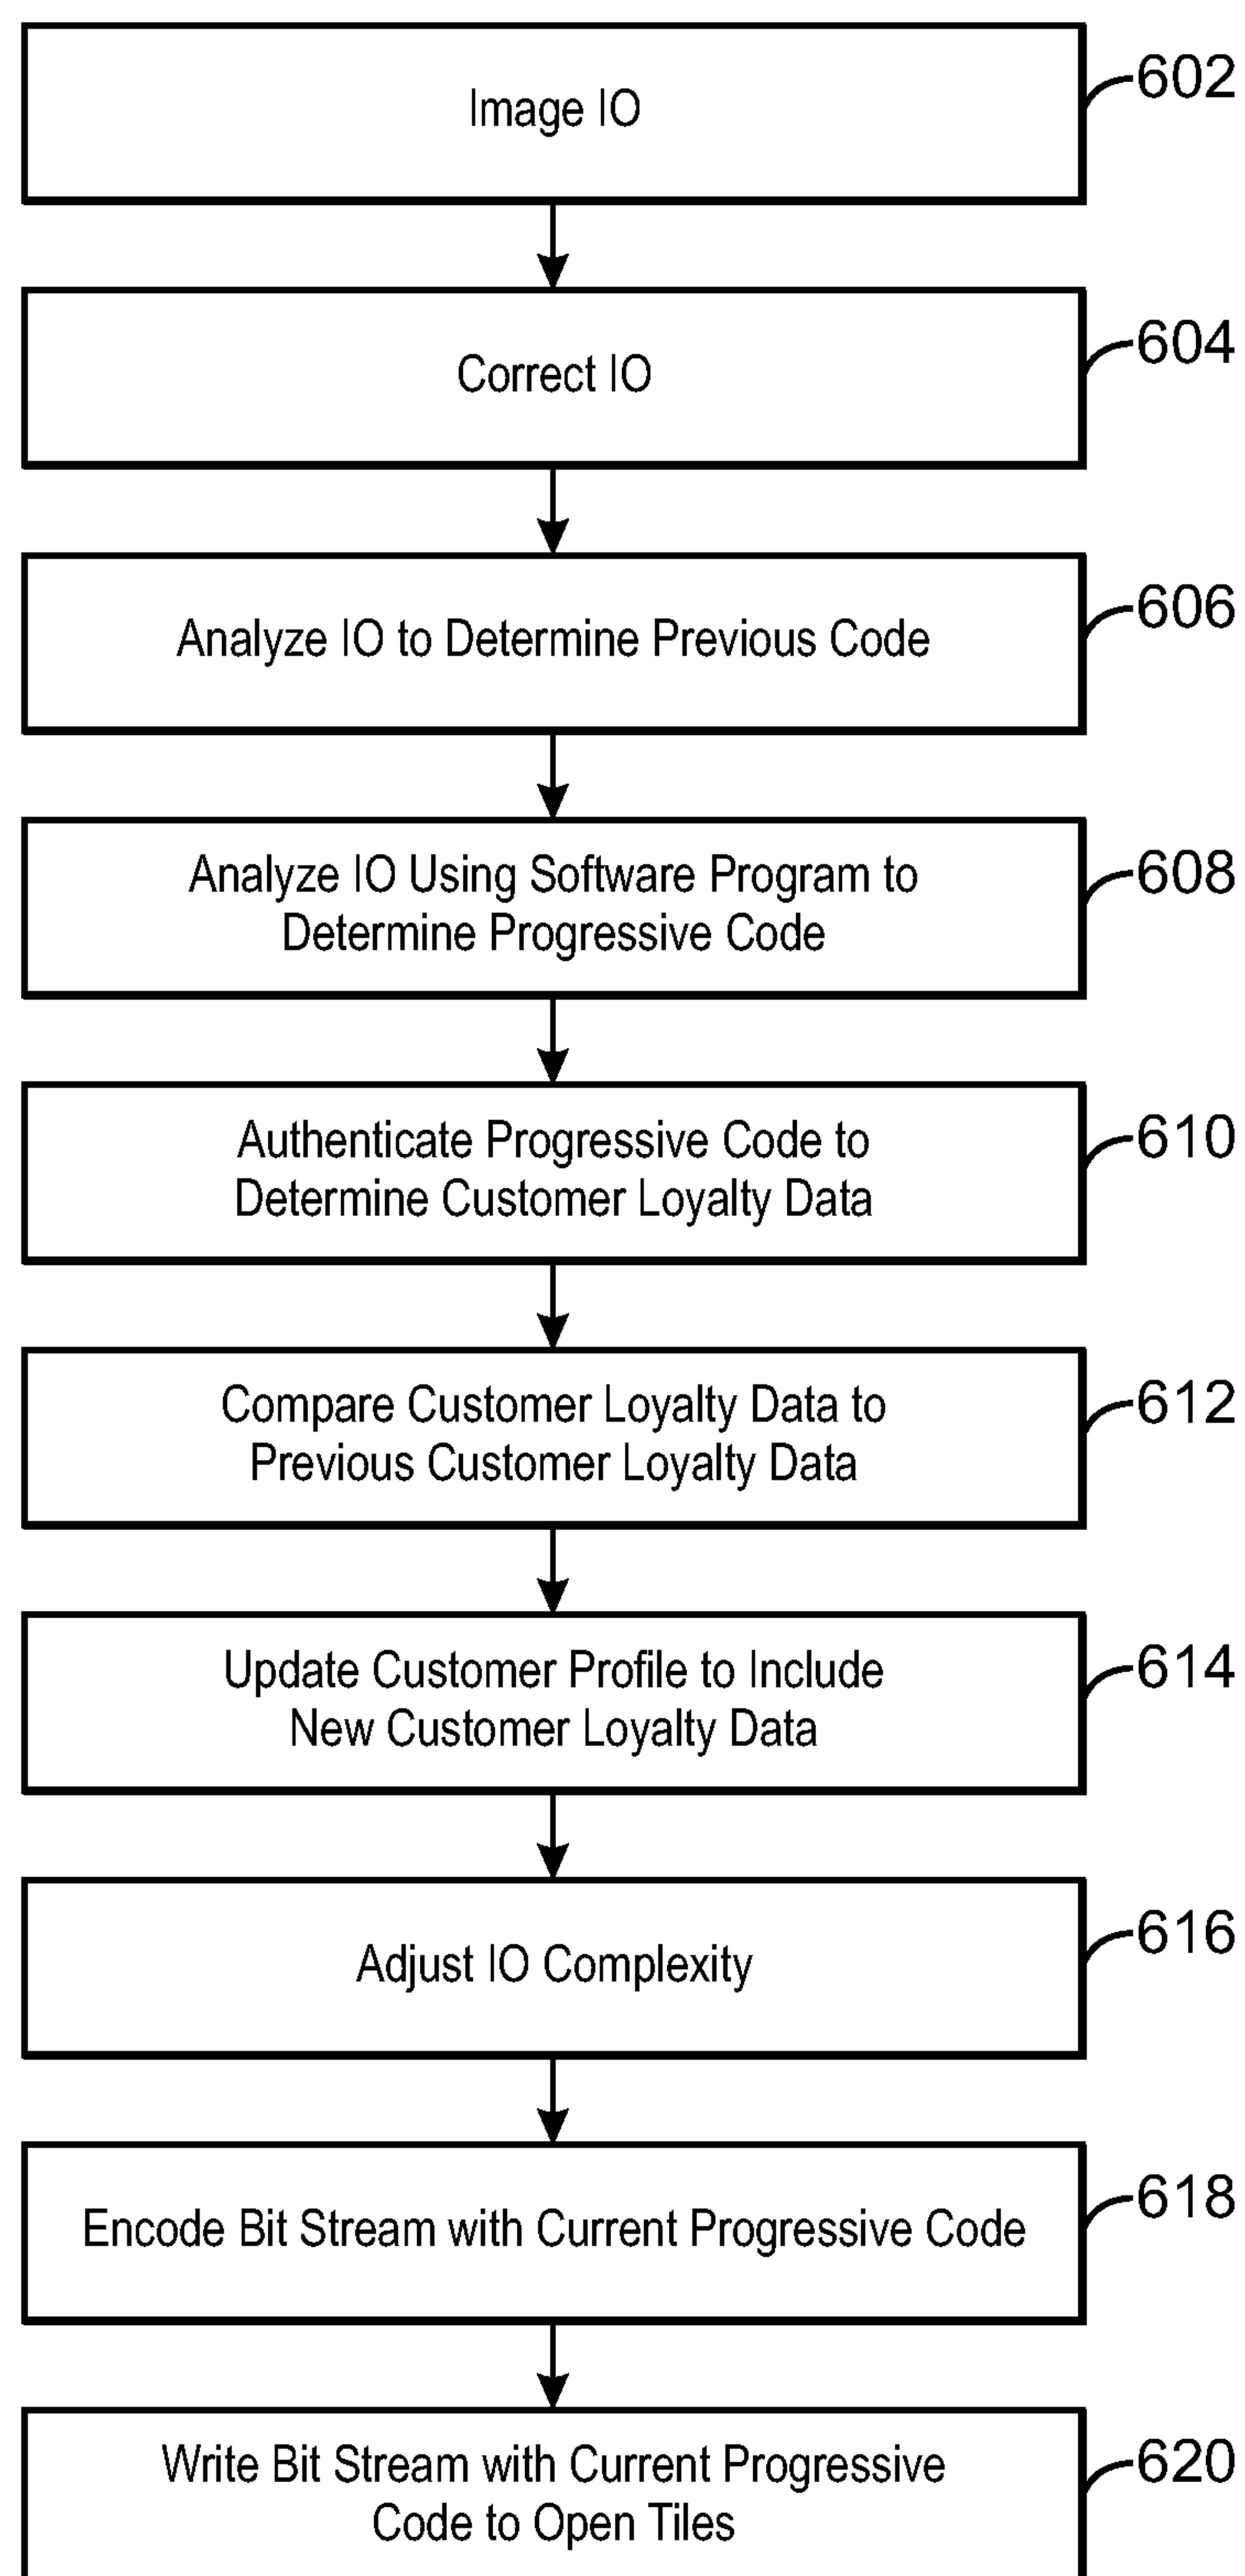 Image IO
602
Correct IO
604
Analyze IO to Determine Previous Code
606
Analyze IO Using Software Program to
Determine Progressive Code
608
Authenticate Progressive Code to
Determine Customer Loyalty Data
610
Compare Customer Loyalty Data to
Previous Customer Loyalty Data
612
Update Customer Profile to Include
New Customer Loyalty Data
614
Adjust IO Complexity
616
Encode Bit Stream with Current Progressive Code
618
Write Bit Stream with Current Progressive
Code to Open Tiles
620